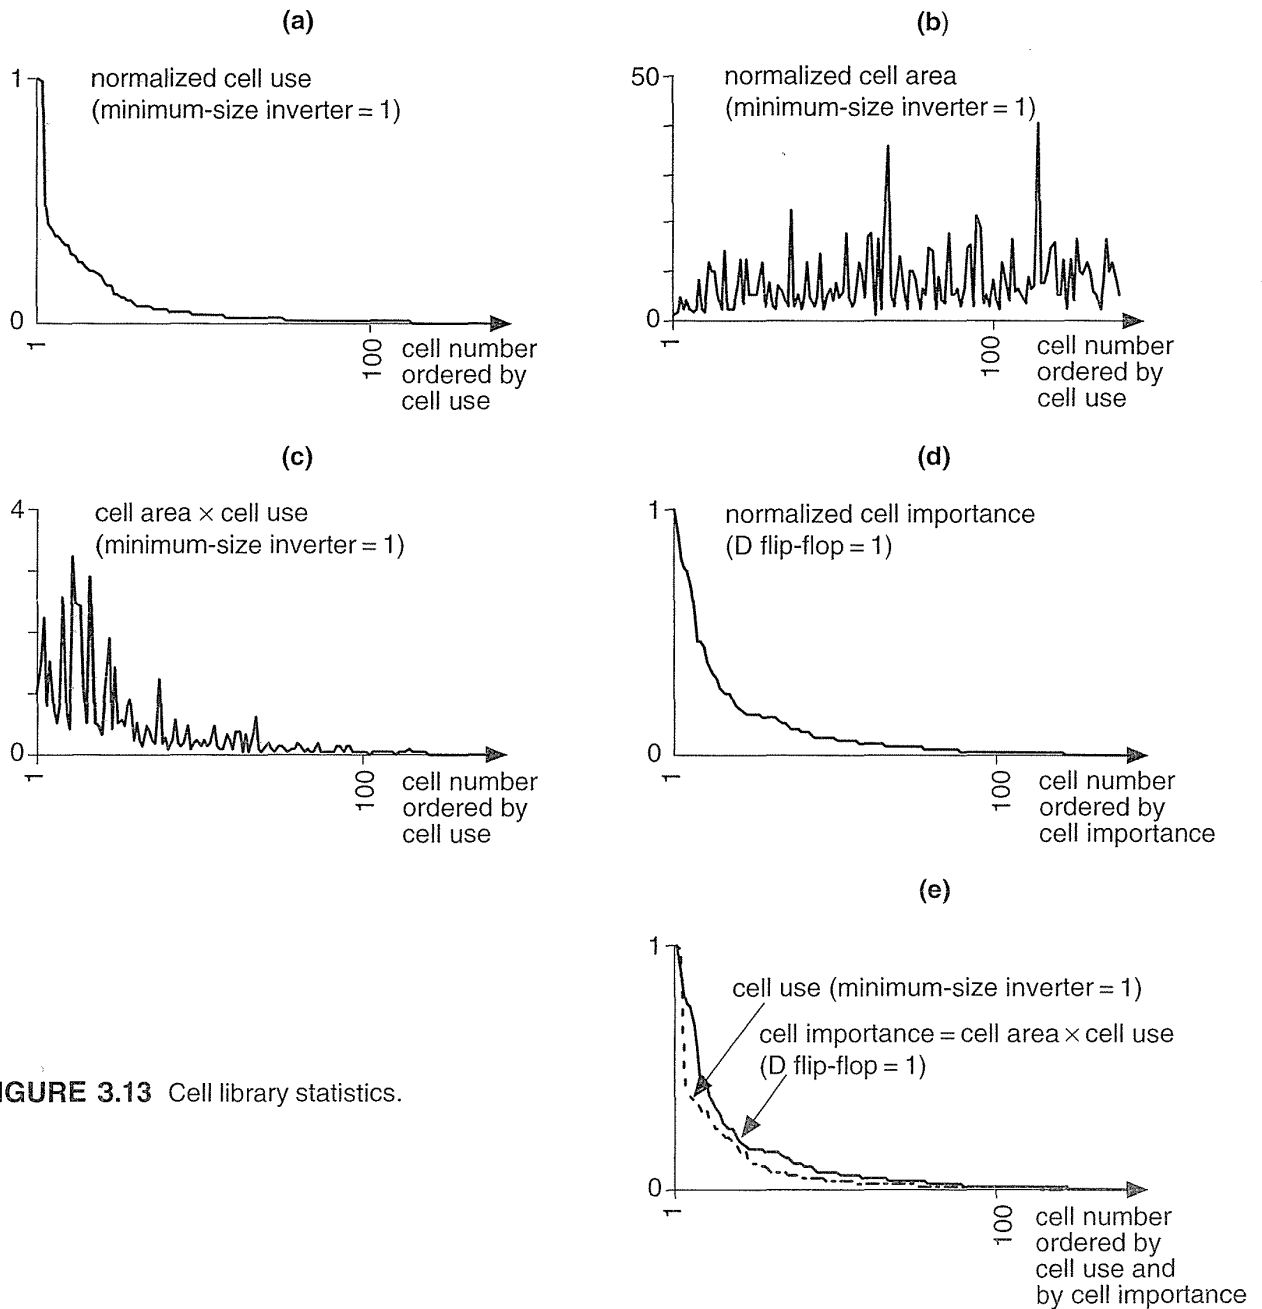 (a)
1
normalized cell use
(minimum-size inverter = 1)
0
1
100
cell number
ordered by
cell use
(b)
50
normalized cell area
(minimum-size inverter = 1)
0
1
100
cell number
ordered by
cell use
(c)
4
cell area × cell use
(minimum-size inverter = 1)
0
1
100
cell number
ordered by
cell use
(d)
1
normalized cell importance
(D flip-flop = 1)
0
1
100
cell number
ordered by
cell importance
(e)
1
cell use (minimum-size inverter = 1)
cell importance = cell area × cell use
(D flip-flop = 1)
0
1
100
cell number
ordered by
cell use and
by cell importance
IGURE 3.13 Cell library statistics.